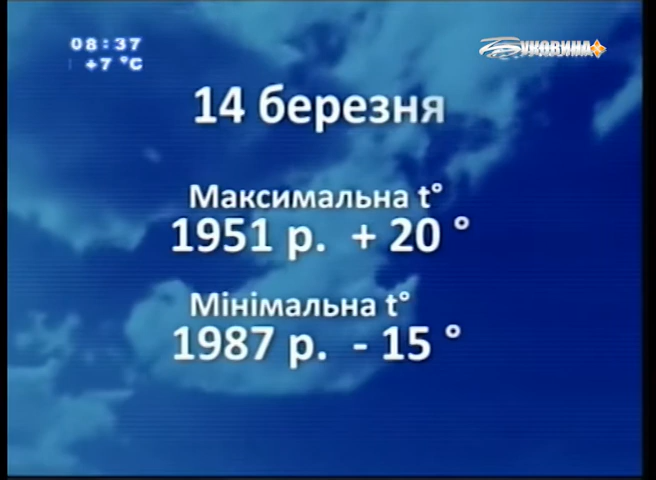 08:37
+7 °C
БУКОВИНА
14 березня
Максимальна t°
1951 р. + 20 °
Мінімальна t°
1987 р. - 15 °